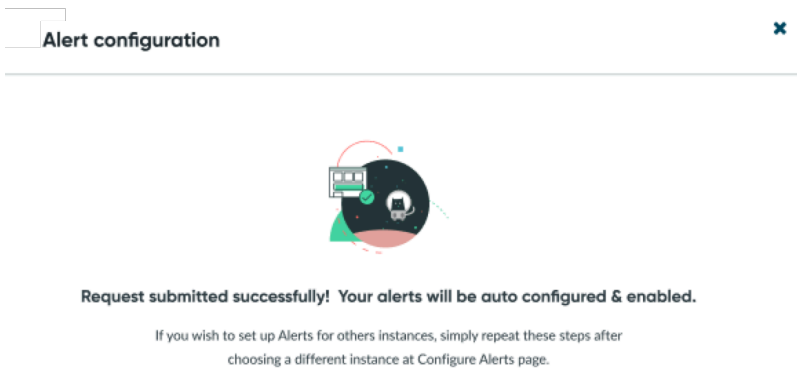 Alert configuration
Request submitted successfully! Your alerts will be auto configured & enabled.
If you wish to set up Alerts for others instances, simply repeat these steps after
choosing a different instance at Configure Alerts page.